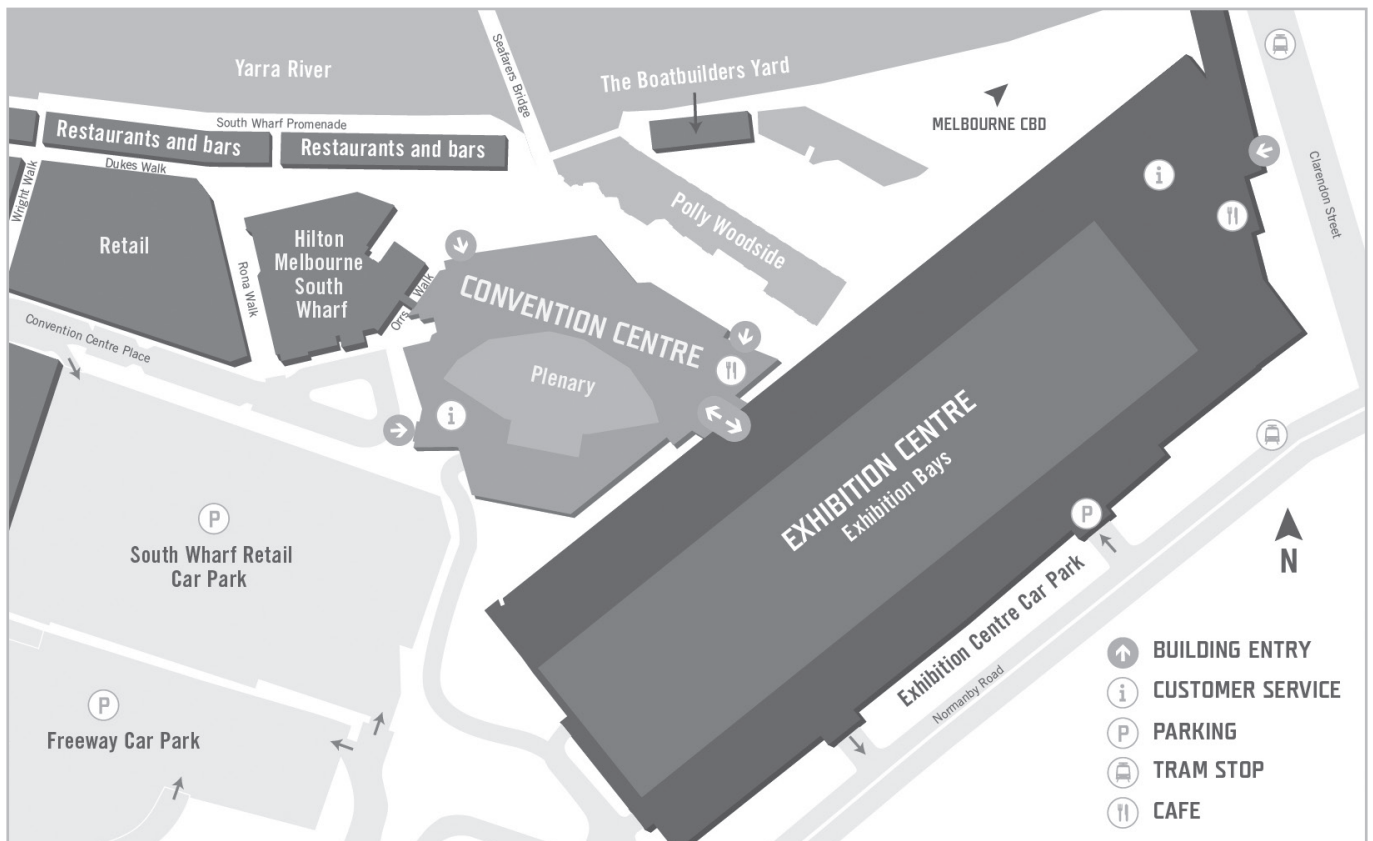 Yarra River
Seafarers Bridge
The Boatbuilders Yard
MELBOURNE CBD
South Wharf Promenade
Restaurants and bars
Restaurants and bars
Dukes Walk
Wright Walk
Retail
Rona Walk
Hilton
Melbourne
South
Wharf
Orrs Walk
Polly Woodside
Clarendon Street
CONVENTION CENTRE
Plenary
Convention Centre Place
EXHIBITION CENTRE
Exhibition Bays
P
South Wharf Retail
Car Park
P
Freeway Car Park
P
Exhibition Centre Car Park
Normanby Road
i
i
N
BUILDING ENTRY
i CUSTOMER SERVICE
P PARKING
TRAM STOP
CAFE